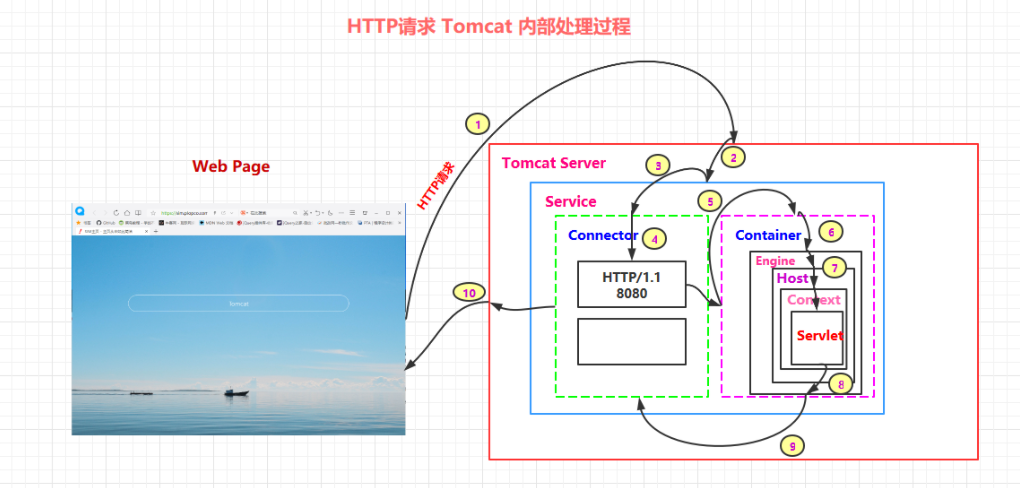 HTTP请求 Tomcat 内部处理过程
1
Web Page
HTTP请求
2
Tomcat Server
3
Service
5
Connector
4
Container
6
Engine
7
Host
HTTP/1.1
8080
Context
10
tomcat
Servlet
8
9